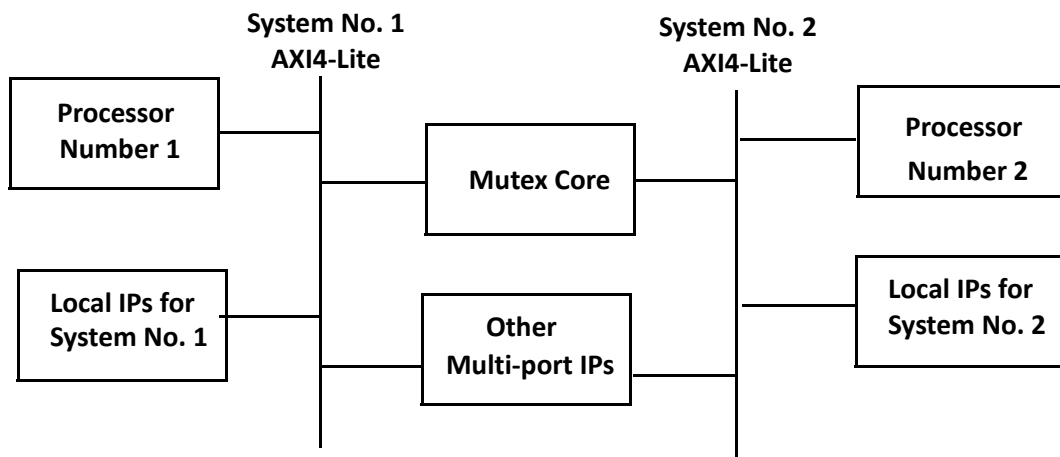 System No. 1
AXI4-Lite
System No. 2
AXI4-Lite
Processor
Number 1
Mutex Core
Processor
Number 2
Local IPs for
System No. 1
Other
Multi-port IPs
Local IPs for
System No. 2